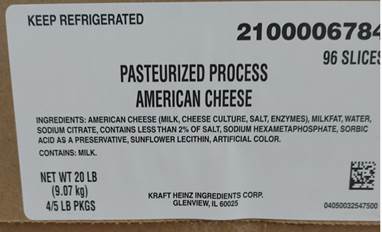 KEEP REFRIGERATED
2100006784
96 SLICES
PASTEURIZED PROCESS
AMERICAN CHEESE
INGREDIENTS: AMERICAN CHEESE (MILK, CHEESE CULTURE, SALT, ENZYMES), MILKFAT, WATER,
SODIUM CITRATE, CONTAINS LESS THAN 2% OF SALT, SODIUM HEXAMETAPHOSPHATE, SORBIC
ACID AS A PRESERVATIVE, SUNFLOWER LECITHIN, ARTIFICIAL COLOR.
CONTAINS: MILK.
NET WT 20 LB
(9.07 kg)
4/5 LB PKGS
KRAFT HEINZ INGREDIENTS CORP.
GLENVIEW, IL 60025
04050032547500